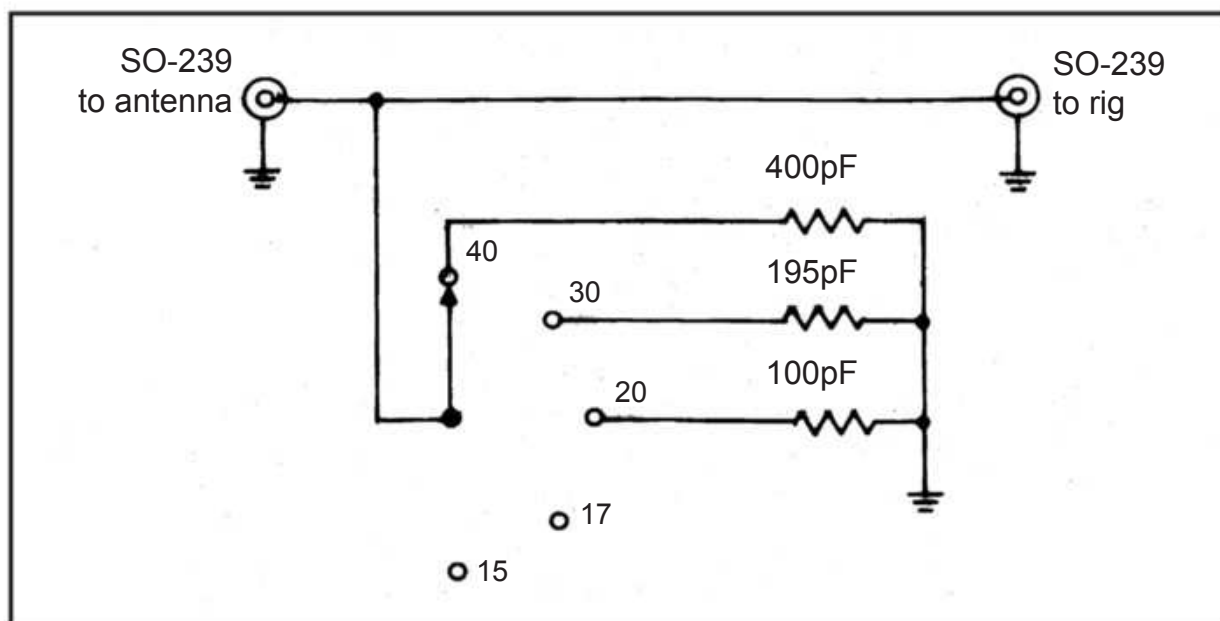 SO-239
to antenna
SO-239
to rig
400pF
40
195pF
30
100pF
20
17
15